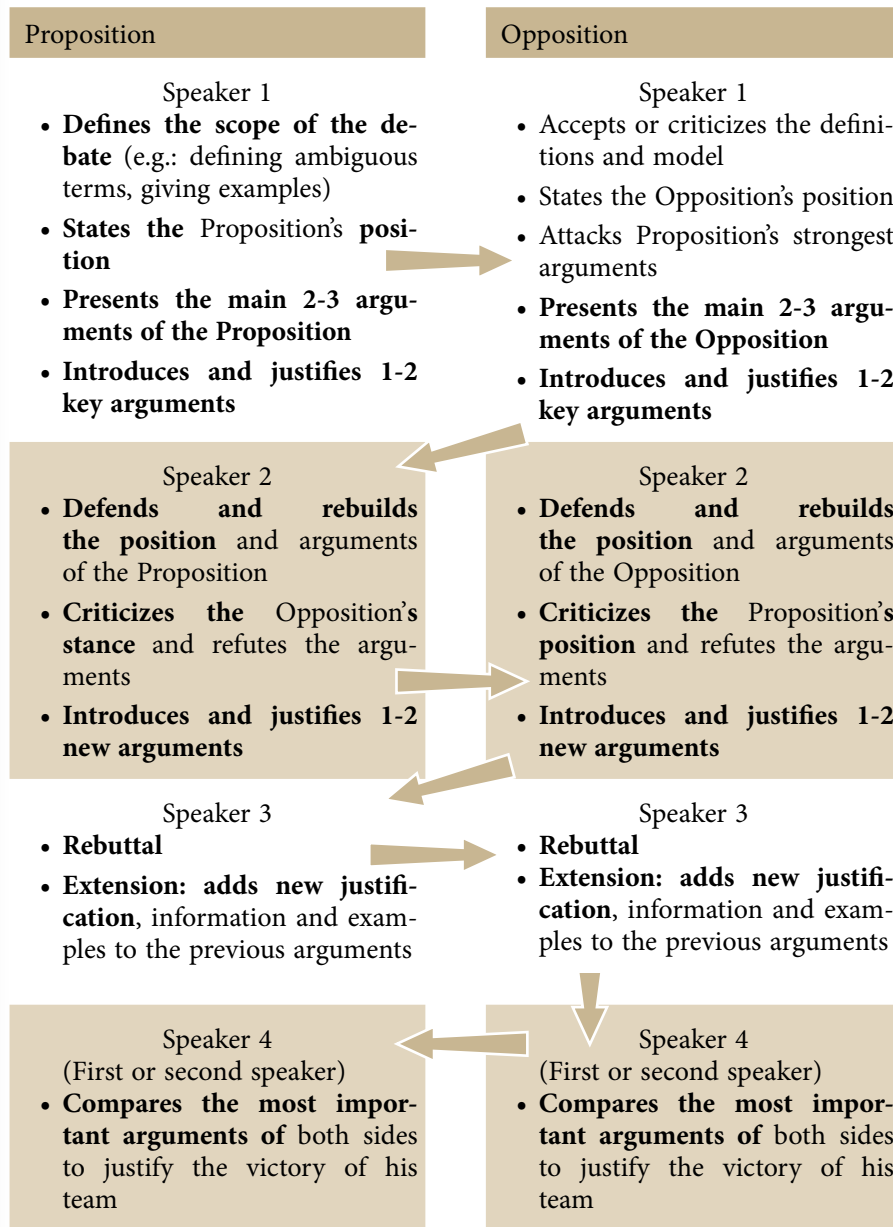 Proposition
Speaker 1
• Defines the scope of the de-
bate (e.g.: defining ambiguous
terms, giving examples)
• States the Proposition's posi-
tion
• Presents the main 2-3 argu-
ments of the Proposition
• Introduces and justifies 1-2
key arguments
Opposition
Speaker 1
• Accepts or criticizes the defini-
tions and model
• States the Opposition's position
• Attacks Proposition's strongest
arguments
• Presents the main 2-3 argu-
ments of the Opposition
• Introduces and justifies 1-2
key arguments
Speaker 2
• Defends and rebuilds
the position and arguments
of the Proposition
• Criticizes the Opposition's
stance and refutes the argu-
ments
• Introduces and justifies 1-2
new arguments
Speaker 2
• Defends and rebuilds
the position and arguments
of the Opposition
• Criticizes the Proposition's
position and refutes the argu-
ments
• Introduces and justifies 1-2
new arguments
Speaker 3
• Rebuttal
• Extension: adds new justifi-
cation, information and exam-
ples to the previous arguments
Speaker 3
• Rebuttal
• Extension: adds new justifi-
cation, information and exam-
ples to the previous arguments
Speaker 4
(First or second speaker)
• Compares the most impor-
tant arguments of both sides
to justify the victory of his
team
Speaker 4
(First or second speaker)
• Compares the most impor-
tant arguments of both sides
to justify the victory of his
team